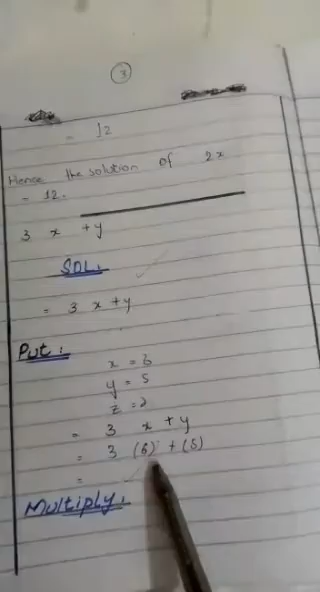 3
= 12
Hence the solution of 2x
= 12.
3 x + y
SOL:
= 3 x + y
Put:
x = 6
y = 5
z = 2
= 3 x + y
= 3 (6) + (5)
=
Multiply: